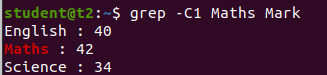 student@t2:~$ grep -C1 Maths Mark
English : 40
Maths : 42
Science : 34